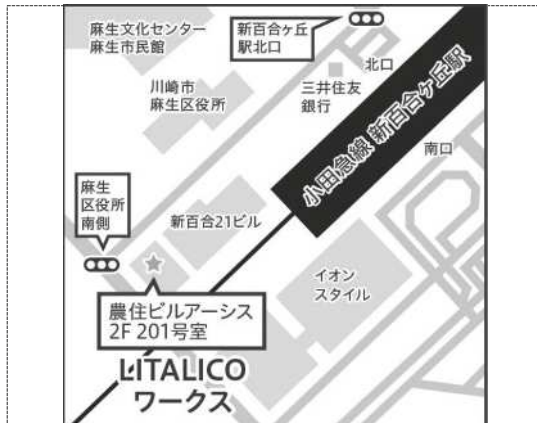 麻生文化センター
麻生市民館
新百合ヶ丘
駅北口
北口
川崎市
麻生区役所
三井住友
銀行
小田急線 新百合ヶ丘駅
南口
麻生
区役所
南側
新百合21ビル
イオン
スタイル
農住ビルアーシス
2F 201号室
LITALICO
ワークス